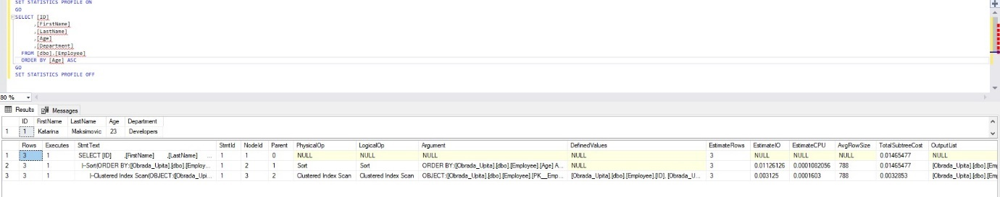 SET STATISTICS PROFILE ON
GO
SELECT [ID]
,[FirstName]
,[LastName]
,[Age]
,[Department]
FROM [dbo].[Employee]
ORDER BY [Age] ASC
GO
SET STATISTICS PROFILE OFF
80 %
Results Messages
ID FirstName LastName Age Department
1 1 Katarina Maksimovic 23 Developers
Rows Executes StmtText StmtId NodeId Parent PhysicalOp LogicalOp Argument DefinedValues EstimateRows EstimateIO EstimateCPU AvgRowSize TotalSubtreeCost OutputList
1 3 1 SELECT [ID] ,[FirstName] ,[LastName] ... 1 1 0 NULL NULL NULL NULL 3 NULL NULL NULL 0.01465477 NULL
2 3 1 |--Sort(ORDER BY:([Obrada_Upita].[dbo].[Employ... 1 2 1 Sort Sort ORDER BY:([Obrada_Upita].[dbo].[Employee].[Age] A... NULL 3 0.01126126 0.0001082056 788 0.01465477 [Obrada_Upita].[dbo].[Em
3 3 1 |--Clustered Index Scan(OBJECT:([Obrada_Upi... 1 3 2 Clustered Index Scan Clustered Index Scan OBJECT:([Obrada_Upita].[dbo].[Employee].[PK__Emp... [Obrada_Upita].[dbo].[Employee].[ID], [Obrada_U... 3 0.003125 0.0001603 788 0.0032853 [Obrada_Upita].[dbo].[Em